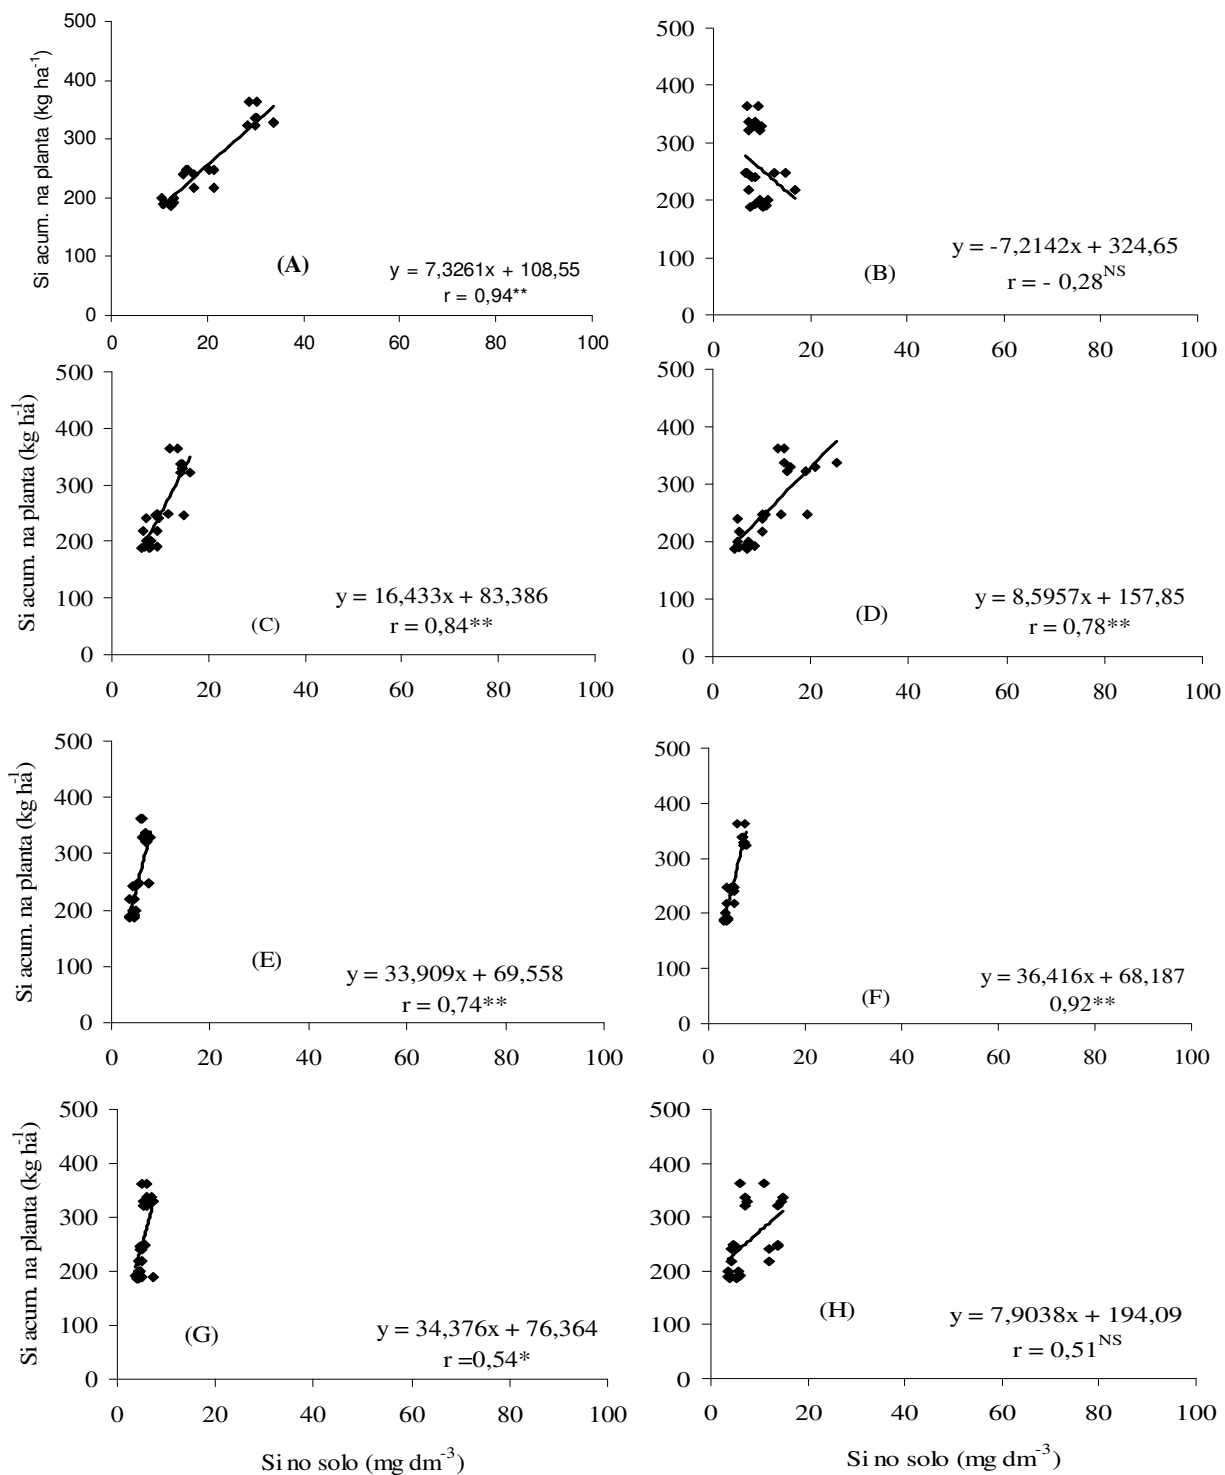 500
400
300
200
100
0
Si acum. na planta (kg ha-1)
(A)
y = 7,3261x + 108,55
r = 0,94**
0 20 40 60 80 100
500
400
300
200
100
0
(B)
y = -7,2142x + 324,65
r = - 0,28NS
0 20 40 60 80 100
500
400
300
200
100
0
Si acum. na planta (kg ha-1)
(C)
y = 16,433x + 83,386
r = 0,84**
0 20 40 60 80 100
500
400
300
200
100
0
(D)
y = 8,5957x + 157,85
r = 0,78**
0 20 40 60 80 100
500
400
300
200
100
0
Si acum. na planta (kg ha-1)
(E)
y = 33,909x + 69,558
r = 0,74**
0 20 40 60 80 100
500
400
300
200
100
0
(F)
y = 36,416x + 68,187
0,92**
0 20 40 60 80 100
500
400
300
200
100
0
Si acum. na planta (kg ha-1)
(G)
y = 34,376x + 76,364
r =0,54*
0 20 40 60 80 100
Si no solo (mg dm-3)
500
400
300
200
100
0
(H)
y = 7,9038x + 194,09
r = 0,51NS
0 20 40 60 80 100
Si no solo (mg dm-3)